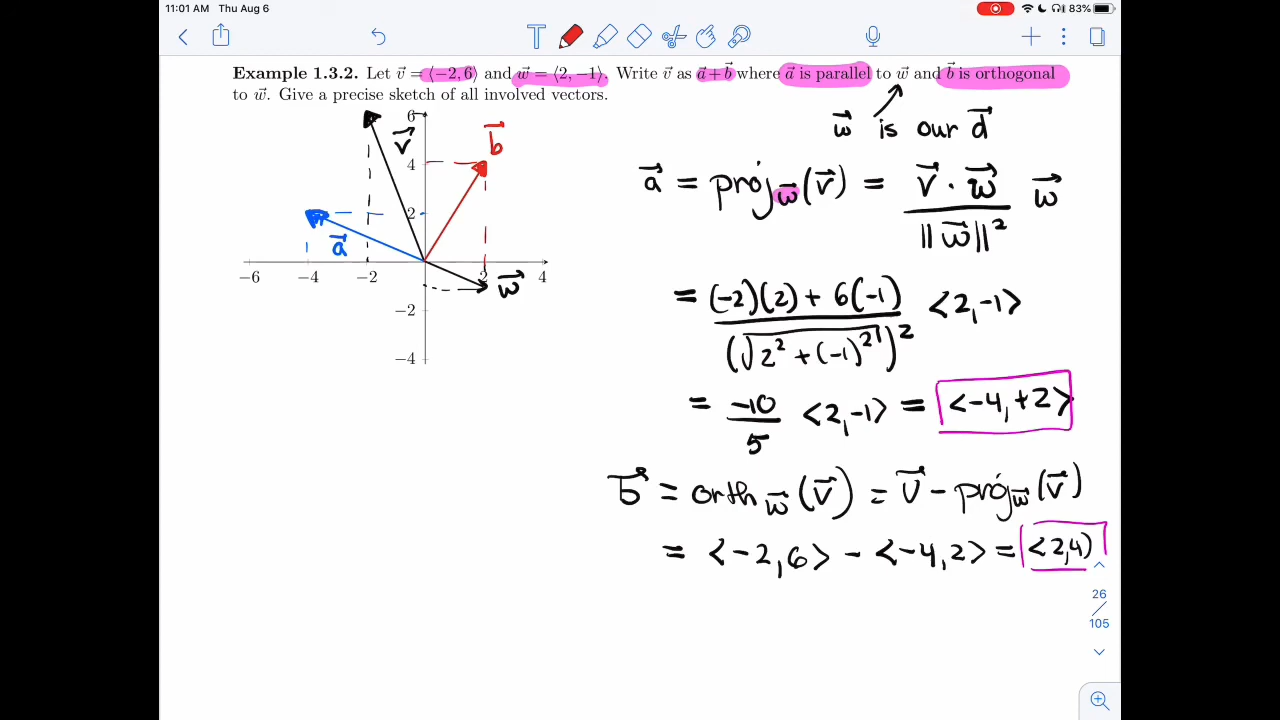 11:01 AM Thu Aug 6 83%
T
Example 1.3.2. Let v⃗ = ⟨−2, 6⟩ and w⃗ = ⟨2, −1⟩. Write v⃗ as a⃗ + b⃗ where a⃗ is parallel to w⃗ and b⃗ is orthogonal
to w⃗. Give a precise sketch of all involved vectors.
w⃗ is our d⃗
6
v⃗
b⃗
4
2
a⃗
−6 −4 −2 2 4
w⃗
−2
−4
a⃗ = proj_w⃗ (v⃗) = (v⃗ · w⃗) / ||w⃗||² w⃗
= ((-2)(2) + 6(-1)) / (√(2² + (-1)²))² <2,-1>
= -10/5 <2,-1> = <-4,+2>
b⃗ = orth_w⃗ (v⃗) = v⃗ - proj_w⃗ (v⃗)
= <-2,6> - <-4,2> = <2,4)
26
105